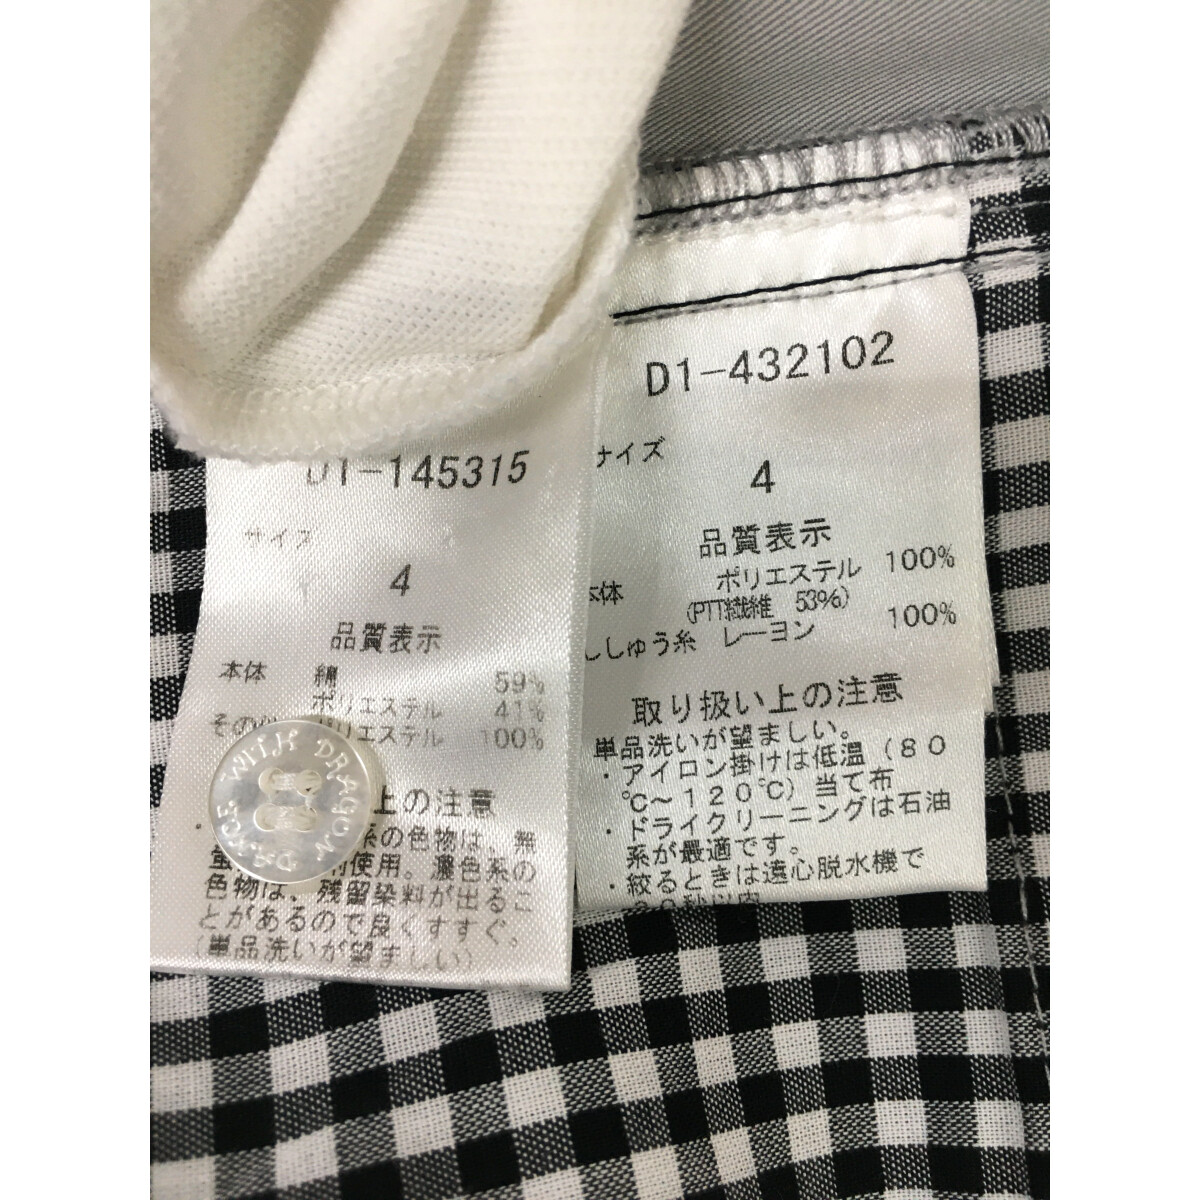 D1-145315
サイズ
4
品質表示
本体 綿 59%
ポリエステル 41%
ポリエステル 100%
上の注意
系の色物は、無
使用。濃色系の
色物は、残留染料が出るこ
とがあるので良くすすぐ。
(単品洗いが望ましい)
DANCE WITH DRAGON
D1-432102
サイズ
4
品質表示
本体 ポリエステル 100%
(PTT繊維 53%)
ししゅう糸 レーヨン 100%
取り扱い上の注意
単品洗いが望ましい。
・アイロン掛けは低温(80
℃~120℃)当て布
・ドライクリーニングは石油
系が最適です。
・絞るときは遠心脱水機で